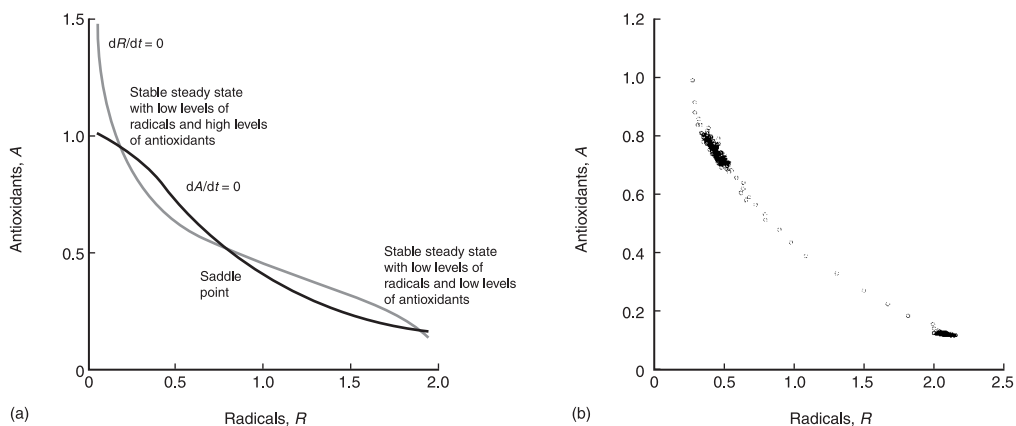 1.5
1.0
0.5
0
0
0.5
1.0
1.5
2.0
Antioxidants, A
Radicals, R
dR/dt = 0
Stable steady state
with low levels of
radicals and high levels
of antioxidants
dA/dt = 0
Saddle
point
Stable steady state
with low levels of
radicals and low levels
of antioxidants
(a)
1.2
1.0
0.8
0.6
0.4
0.2
0
0
0.5
1.0
1.5
2.0
2.5
Antioxidants, A
Radicals, R
(b)